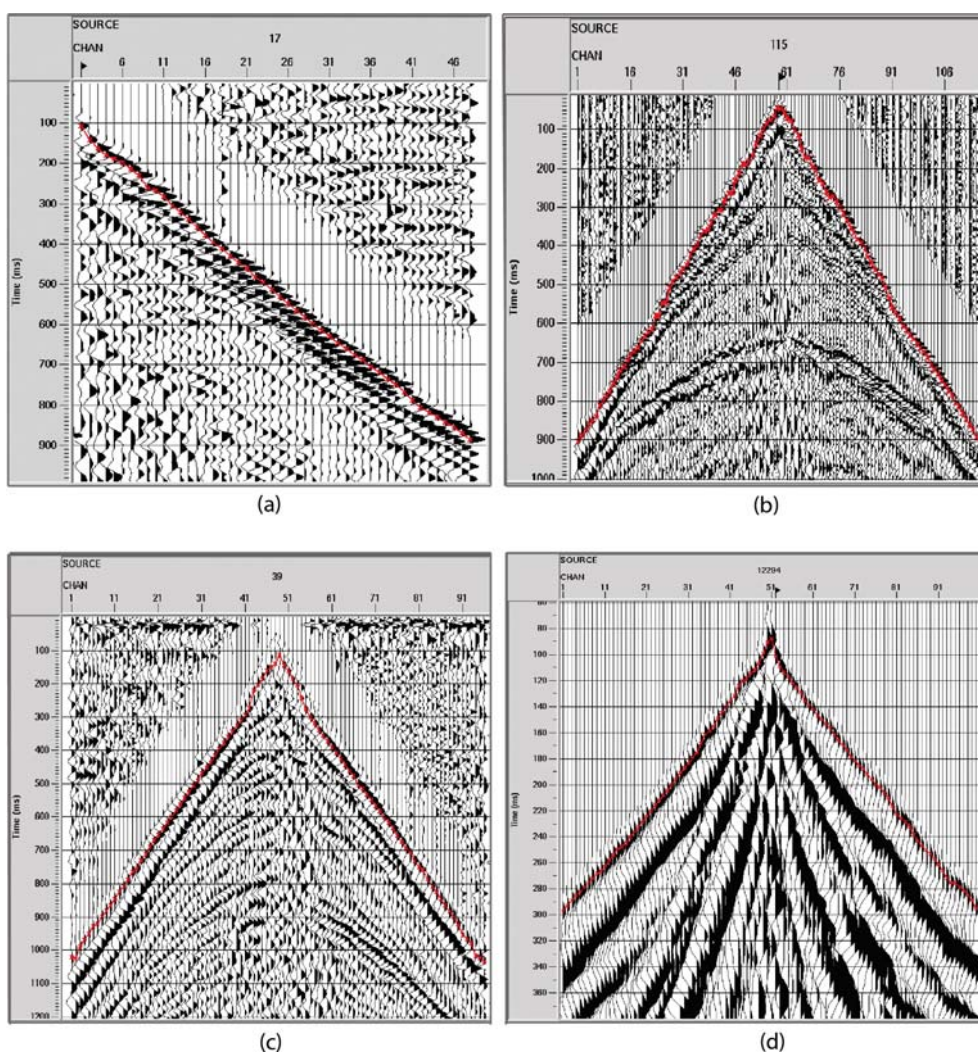 SOURCE
17
CHAN
6 11 16 21 26 31 36 41 46
Time (ms)
100
200
300
400
500
600
700
800
900
(a)
SOURCE
115
CHAN
1 16 31 46 61 76 91 106
Time (ms)
100
200
300
400
500
600
700
800
900
1000
(b)
SOURCE
39
CHAN
1 11 21 31 41 51 61 71 81 91
Time (ms)
100
200
300
400
500
600
700
800
900
1000
1100
1200
(c)
SOURCE
12294
CHAN
1 11 21 31 41 51 61 71 81 91
Time (ms)
60
80
100
120
140
160
180
200
220
240
260
280
300
320
340
360
(d)